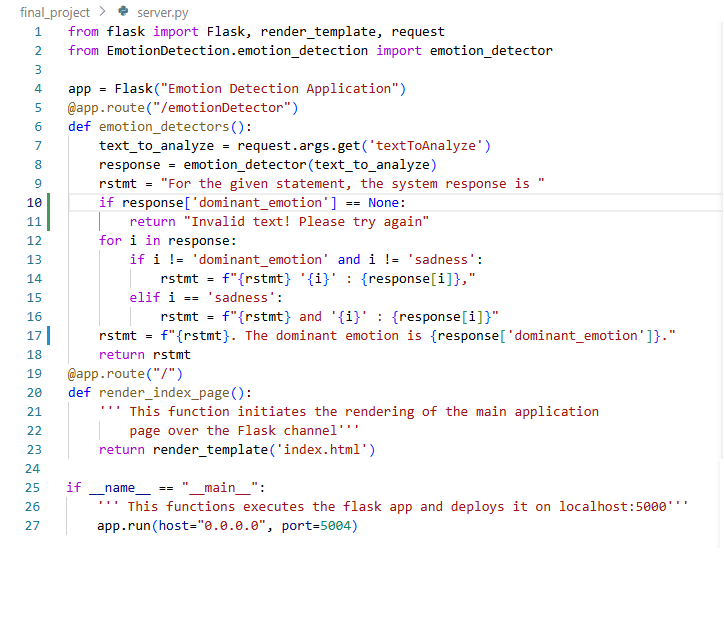 final_project > server.py
1 from flask import Flask, render_template, request
2 from EmotionDetection.emotion_detection import emotion_detector
3
4 app = Flask("Emotion Detection Application")
5 @app.route("/emotionDetector")
6 def emotion_detectors():
7     text_to_analyze = request.args.get('textToAnalyze')
8     response = emotion_detector(text_to_analyze)
9     rstmt = "For the given statement, the system response is "
10     if response['dominant_emotion'] == None:
11         return "Invalid text! Please try again"
12     for i in response:
13         if i != 'dominant_emotion' and i != 'sadness':
14             rstmt = f"{rstmt} '{i}' : {response[i]},"
15         elif i == 'sadness':
16             rstmt = f"{rstmt} and '{i}' : {response[i]}"
17     rstmt = f"{rstmt}. The dominant emotion is {response['dominant_emotion']}."
18     return rstmt
19 @app.route("/")
20 def render_index_page():
21     ''' This function initiates the rendering of the main application
22         page over the Flask channel'''
23     return render_template('index.html')
24
25 if __name__ == "__main__":
26     ''' This functions executes the flask app and deploys it on localhost:5000'''
27     app.run(host="0.0.0.0", port=5004)